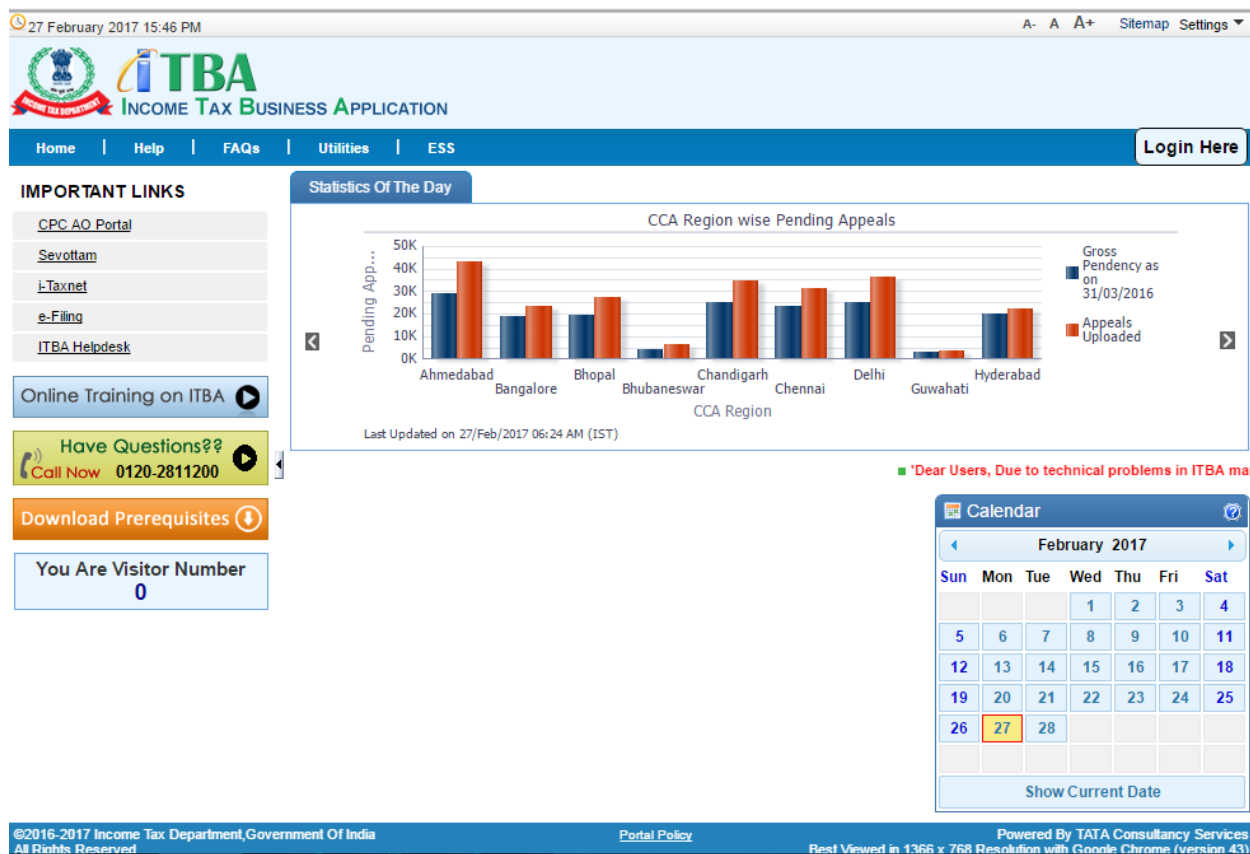 27 February 2017 15:46 PM
A- A A+ Sitemap Settings
INCOME TAX DEPARTMENT
iTBA
INCOME TAX BUSINESS APPLICATION
Home | Help | FAQs | Utilities | ESS
Login Here
IMPORTANT LINKS
CPC AO Portal
Sevottam
i-Taxnet
e-Filing
ITBA Helpdesk
Online Training on ITBA
Have Questions??
Call Now 0120-2811200
Download Prerequisites
You Are Visitor Number
0
Statistics Of The Day
CCA Region wise Pending Appeals
Pending App...
50K
40K
30K
20K
10K
0K
Ahmedabad
Bangalore
Bhopal
Bhubaneswar
Chandigarh
Chennai
Delhi
Guwahati
Hyderabad
CCA Region
Gross
Pendency as
on
31/03/2016
Appeals
Uploaded
Last Updated on 27/Feb/2017 06:24 AM (IST)
'Dear Users, Due to technical problems in ITBA ma
Calendar
February 2017
Sun Mon Tue Wed Thu Fri Sat
1 2 3 4
5 6 7 8 9 10 11
12 13 14 15 16 17 18
19 20 21 22 23 24 25
26 27 28
Show Current Date
©2016-2017 Income Tax Department,Government Of India
All Rights Reserved
Portal Policy
Powered By TATA Consultancy Services
Best Viewed in 1366 x 768 Resolution with Google Chrome (version 43)